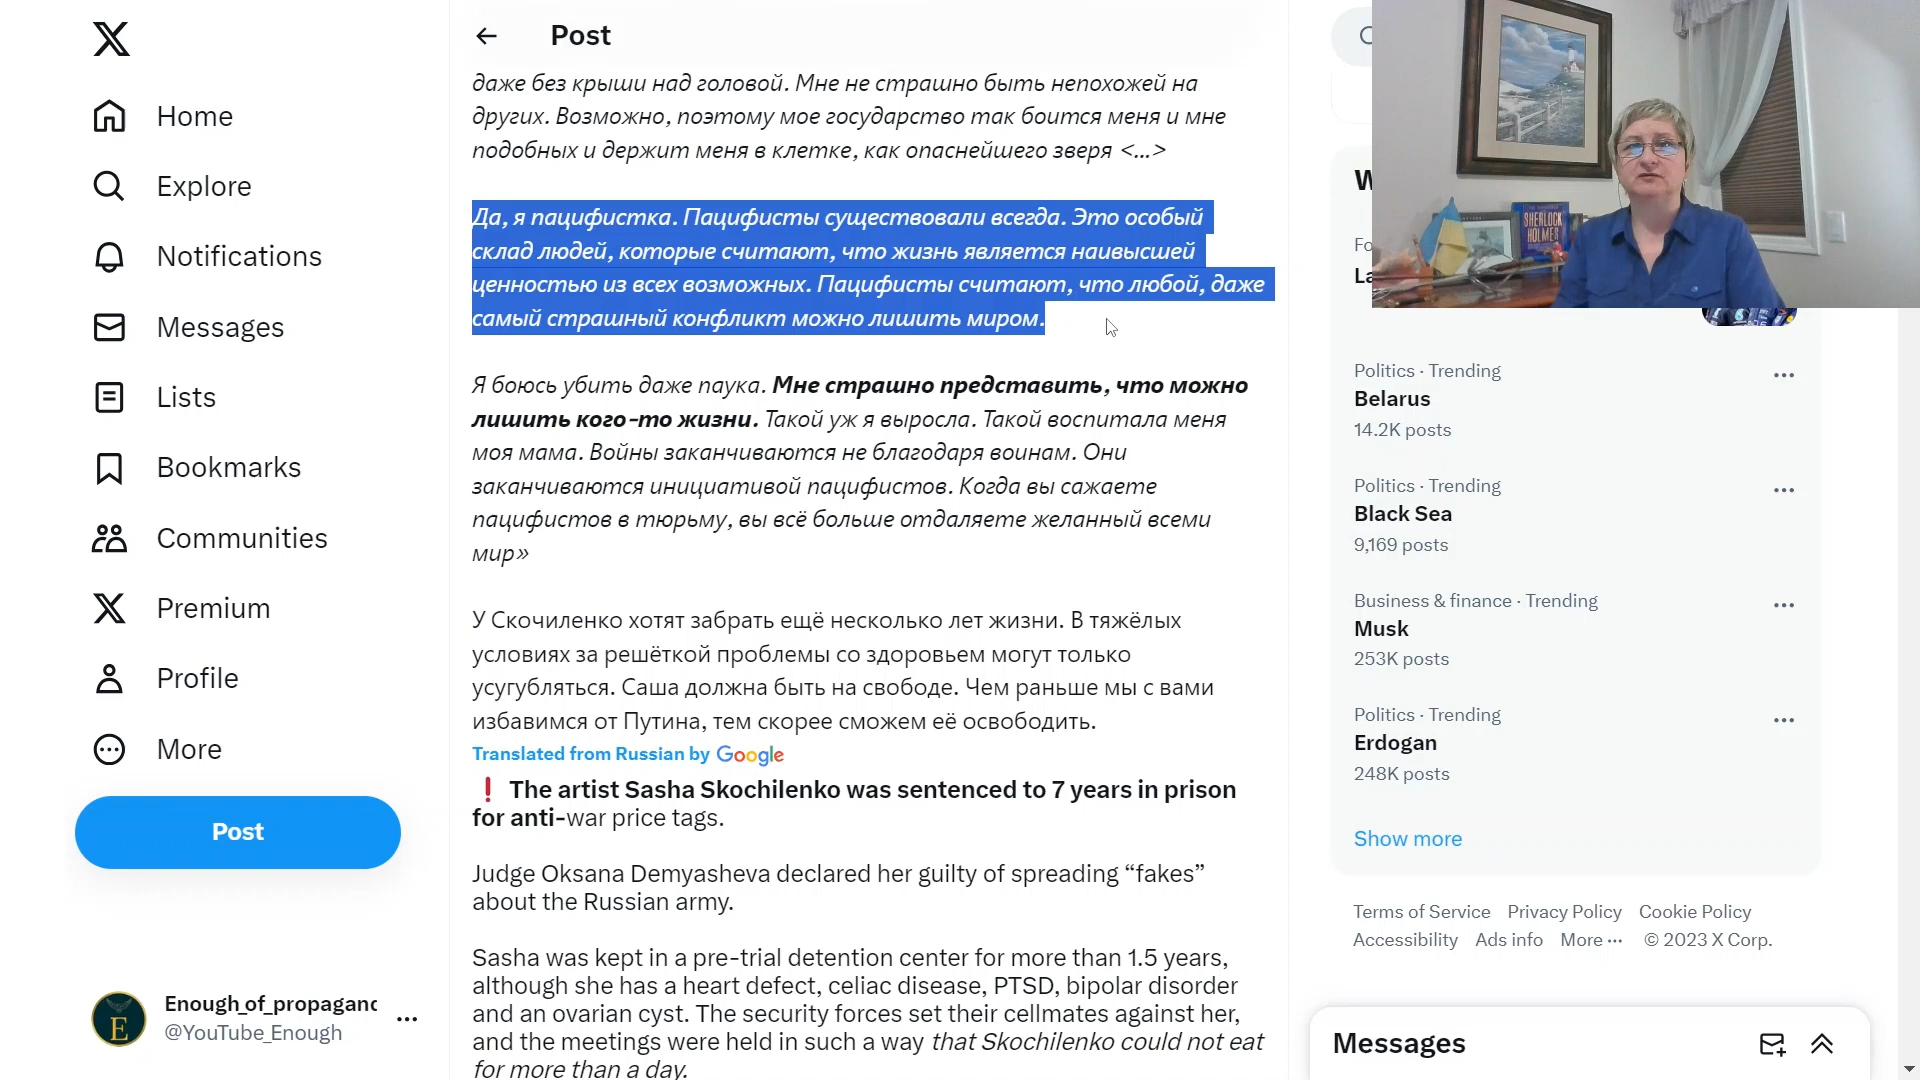 Home
Explore
Notifications
Messages
Lists
Bookmarks
Communities
Premium
Profile
More
Post
Enough_of_propaganc
@YouTube_Enough
Post
даже без крыши над головой. Мне не страшно быть непохожей на
других. Возможно, поэтому мое государство так боится меня и мне
подобных и держит меня в клетке, как опаснейшего зверя <...>
Да, я пацифистка. Пацифисты существовали всегда. Это особый
склад людей, которые считают, что жизнь является наивысшей
ценностью из всех возможных. Пацифисты считают, что любой, даже
самый страшный конфликт можно лишить миром.
Я боюсь убить даже паука. Мне страшно представить, что можно
лишить кого-то жизни. Такой уж я выросла. Такой воспитала меня
моя мама. Войны заканчиваются не благодаря воинам. Они
заканчиваются инициативой пацифистов. Когда вы сажаете
пацифистов в тюрьму, вы всё больше отдаляете желанный всеми
мир»
У Скочиленко хотят забрать ещё несколько лет жизни. В тяжёлых
условиях за решёткой проблемы со здоровьем могут только
усугубляться. Саша должна быть на свободе. Чем раньше мы с вами
избавимся от Путина, тем скорее сможем её освободить.
Translated from Russian by Google
❗ The artist Sasha Skochilenko was sentenced to 7 years in prison
for anti-war price tags.
Judge Oksana Demyasheva declared her guilty of spreading “fakes”
about the Russian army.
Sasha was kept in a pre-trial detention center for more than 1.5 years,
although she has a heart defect, celiac disease, PTSD, bipolar disorder
and an ovarian cyst. The security forces set their cellmates against her,
and the meetings were held in such a way that Skochilenko could not eat
for more than a day.
SHERLOCK
HOLMES
Politics · Trending
Belarus
14.2K posts
Politics · Trending
Black Sea
9,169 posts
Business & finance · Trending
Musk
253K posts
Politics · Trending
Erdogan
248K posts
Show more
Terms of Service Privacy Policy Cookie Policy
Accessibility Ads info More ··· © 2023 X Corp.
Messages